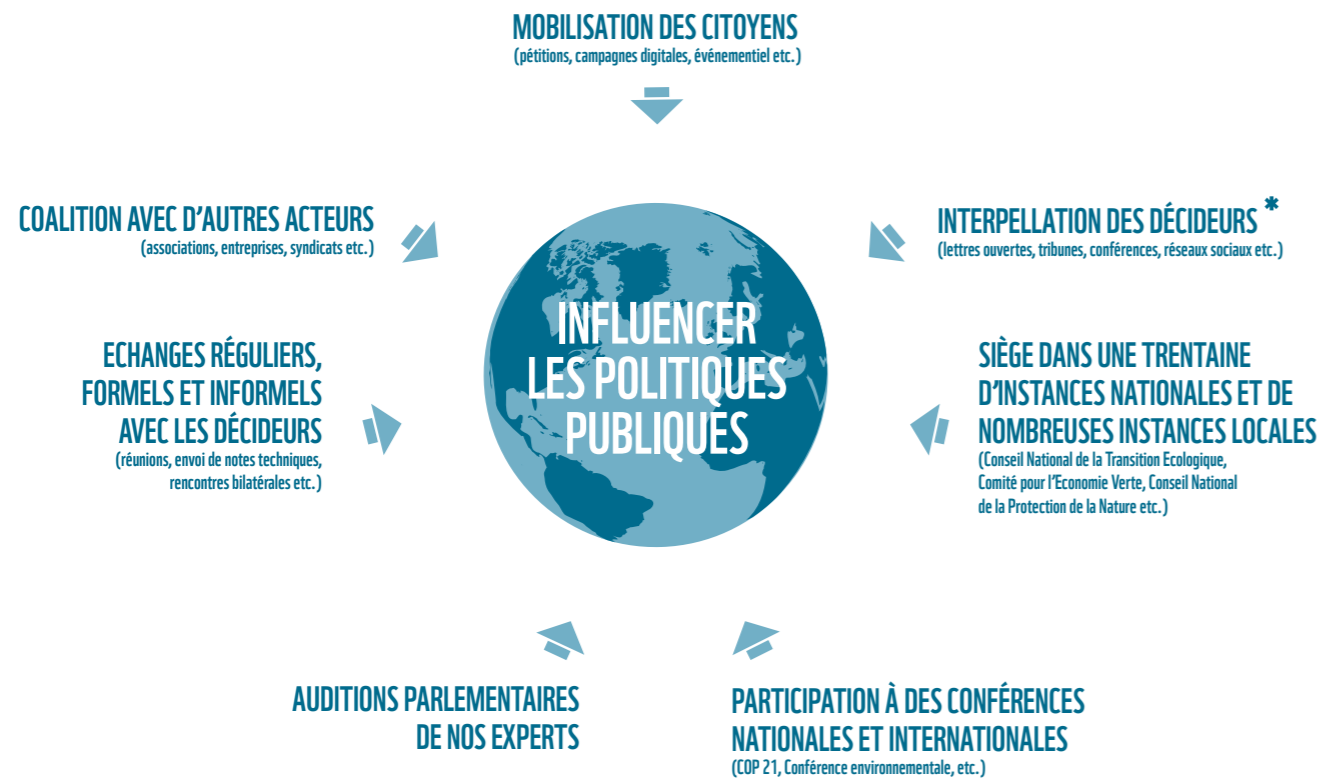 MOBILISATION DES CITOYENS
(pétitions, campagnes digitales, événementiel etc.)
COALITION AVEC D'AUTRES ACTEURS
(associations, entreprises, syndicats etc.)
INTERPELLATION DES DÉCIDEURS *
(lettres ouvertes, tribunes, conférences, réseaux sociaux etc.)
INFLUENCER
LES POLITIQUES
PUBLIQUES
ECHANGES RÉGULIERS,
FORMELS ET INFORMELS
AVEC LES DÉCIDEURS
(réunions, envoi de notes techniques,
rencontres bilatérales etc.)
SIÈGE DANS UNE TRENTAINE
D'INSTANCES NATIONALES ET DE
NOMBREUSES INSTANCES LOCALES
(Conseil National de la Transition Ecologique,
Comité pour l'Economie Verte, Conseil National
de la Protection de la Nature etc.)
AUDITIONS PARLEMENTAIRES
DE NOS EXPERTS
PARTICIPATION À DES CONFÉRENCES
NATIONALES ET INTERNATIONALES
(COP 21, Conférence environnementale, etc.)